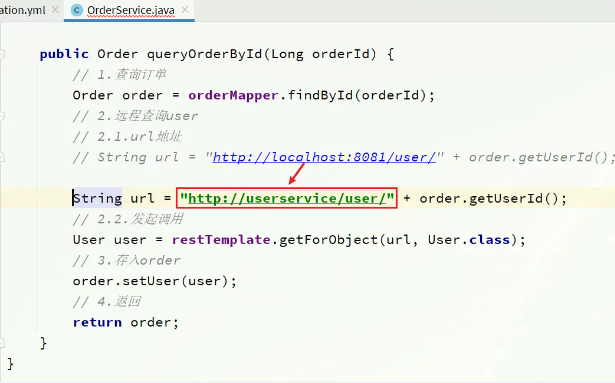 ation.yml × C OrderService.java ×
public Order queryOrderById(Long orderId) {
// 1.查询订单
Order order = orderMapper.findById(orderId);
// 2.远程查询user
// 2.1.url地址
// String url = "http://localhost:8081/user/" + order.getUserId();
String url = "http://userservice/user/" + order.getUserId();
// 2.2.发起调用
User user = restTemplate.getForObject(url, User.class);
// 3.存入order
order.setUser(user);
// 4.返回
return order;
}
}